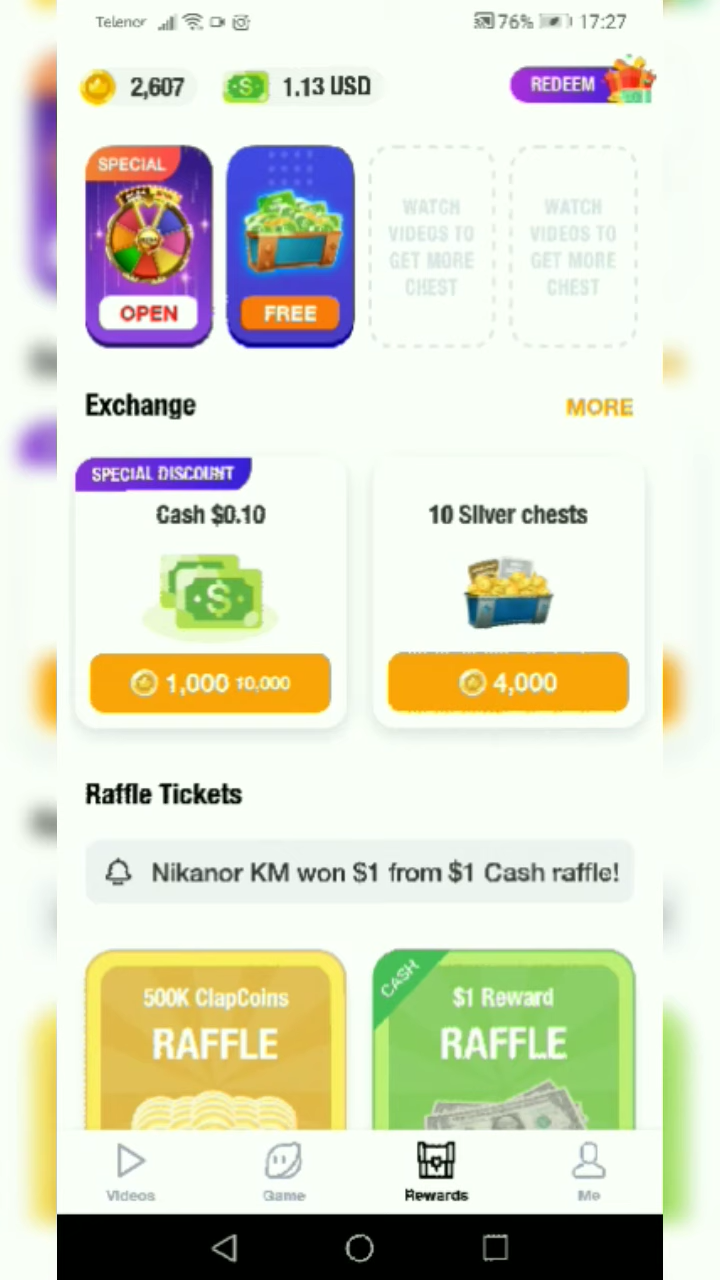 Telenor 76% 17:27
2,607 1.13 USD REDEEM
SPECIAL
OPEN
FREE
WATCH
VIDEOS TO
GET MORE
CHEST
WATCH
VIDEOS TO
GET MORE
CHEST
Exchange MORE
SPECIAL DISCOUNT
Cash $0.10
1,000 10,000
10 Silver chests
4,000
Raffle Tickets
Nikanor KM won $1 from $1 Cash raffle!
500K ClapCoins
RAFFLE
CASH
$1 Reward
RAFFLE
Videos Game Rewards Me